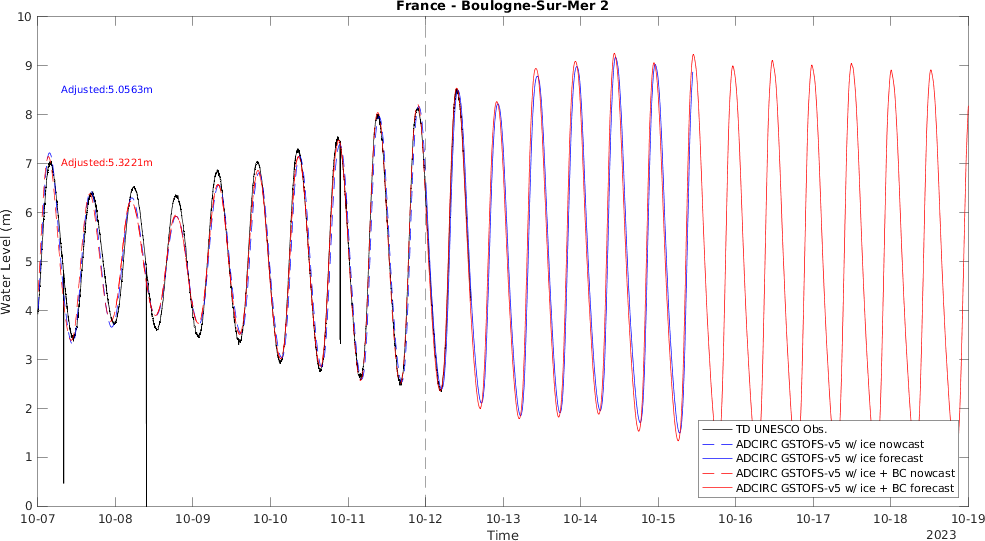 France - Boulogne-Sur-Mer 2
10
9
8
7
6
5
4
3
2
1
0
Water Level (m)
Adjusted:5.0563m
Adjusted:5.3221m
TD UNESCO Obs.
ADCIRC GSTOFS-v5 w/ ice nowcast
ADCIRC GSTOFS-v5 w/ ice forecast
ADCIRC GSTOFS-v5 w/ ice + BC nowcast
ADCIRC GSTOFS-v5 w/ ice + BC forecast
10-07 10-08 10-09 10-10 10-11 10-12 10-13 10-14 10-15 10-16 10-17 10-18 10-19
Time
2023